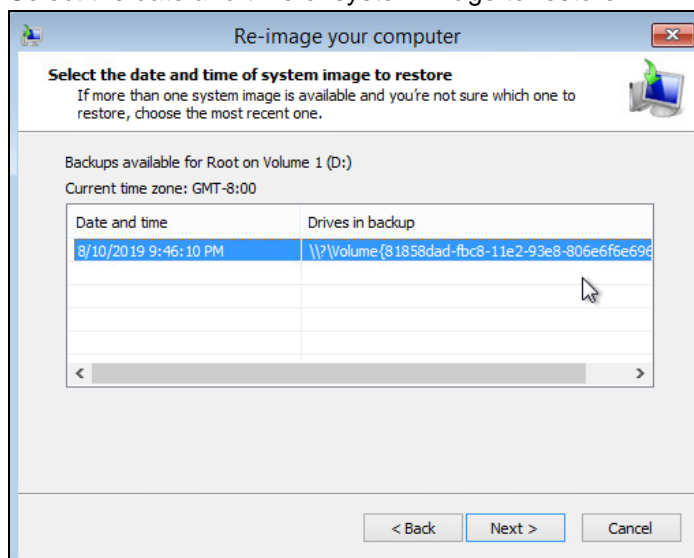 Re-image your computer
Select the date and time of system image to restore
If more than one system image is available and you're not sure which one to
restore, choose the most recent one.
Backups available for Root on Volume 1 (D:)
Current time zone: GMT-8:00
Date and time Drives in backup
8/10/2019 9:46:10 PM \\?\Volume{81858dad-fbc8-11e2-93e8-806e6f6e696
< Back Next > Cancel